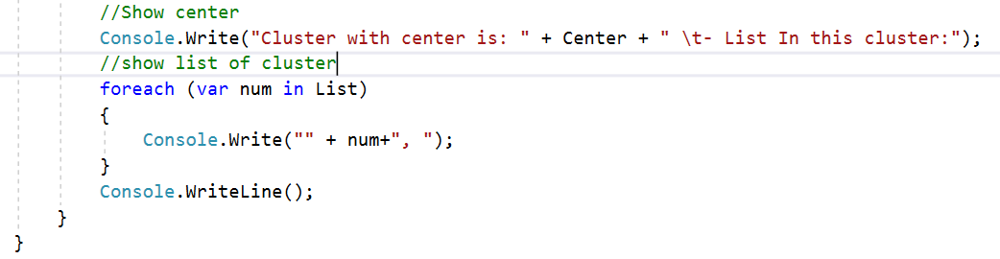 //Show center
Console.Write("Cluster with center is: " + Center + " \t- List In this cluster:");
//show list of cluster
foreach (var num in List)
{
Console.Write("" + num+", ");
}
Console.WriteLine();
}
}